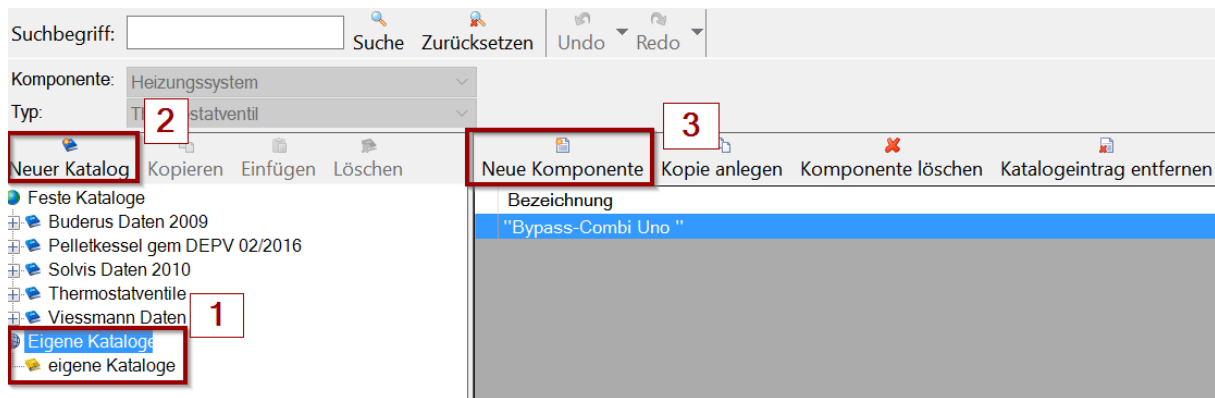 Suchbegriff: Suche Zurücksetzen Undo Redo
Komponente: Heizungssystem
Typ: Th statventil
2
3
Neuer Katalog Kopieren Einfügen Löschen
Neue Komponente Kopie anlegen Komponente löschen Katalogeintrag entfernen
Feste Kataloge
Buderus Daten 2009
Pelletkessel gem DEPV 02/2016
Solvis Daten 2010
Thermostatventile
Viessmann Daten
1
Eigene Kataloge
eigene Kataloge
Bezeichnung
"Bypass-Combi Uno "